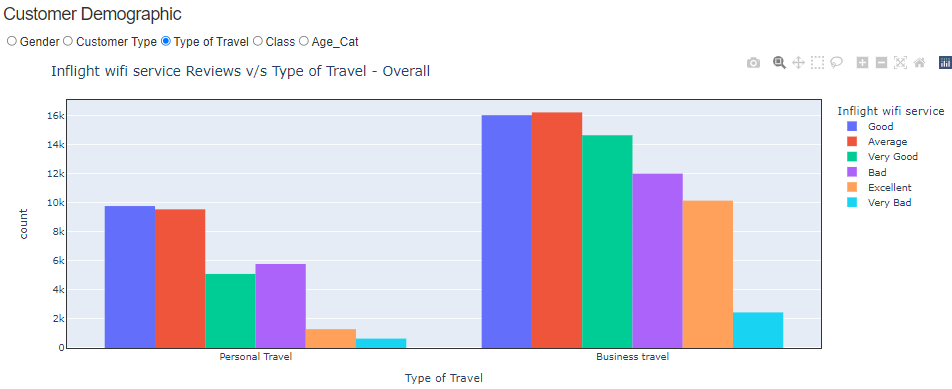 Customer Demographic
Gender Customer Type Type of Travel Class Age_Cat
Inflight wifi service Reviews v/s Type of Travel - Overall
Inflight wifi service
Good
Average
Very Good
Bad
Excellent
Very Bad
count
16k
14k
12k
10k
8k
6k
4k
2k
0
Personal Travel
Business travel
Type of Travel